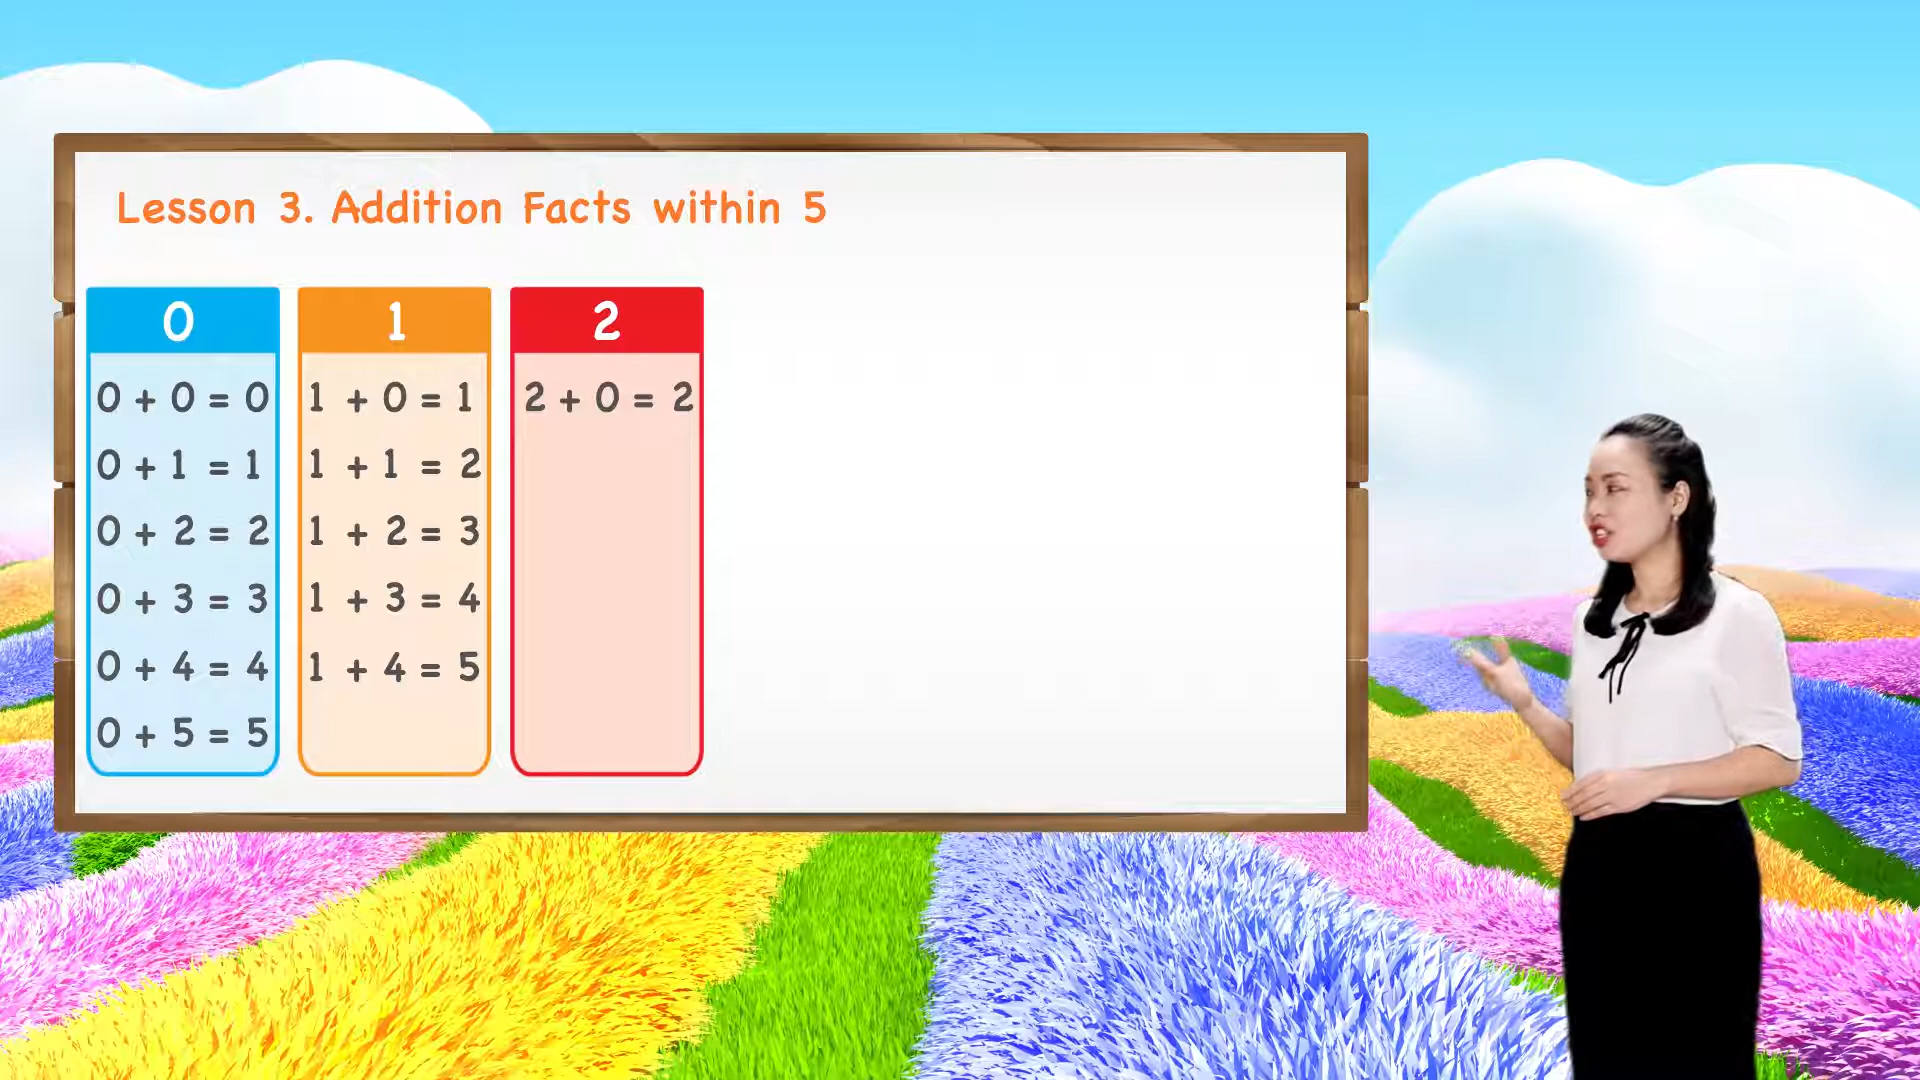 Lesson 3. Addition Facts within 5
0
0 + 0 = 0
0 + 1 = 1
0 + 2 = 2
0 + 3 = 3
0 + 4 = 4
0 + 5 = 5
1
1 + 0 = 1
1 + 1 = 2
1 + 2 = 3
1 + 3 = 4
1 + 4 = 5
2
2 + 0 = 2